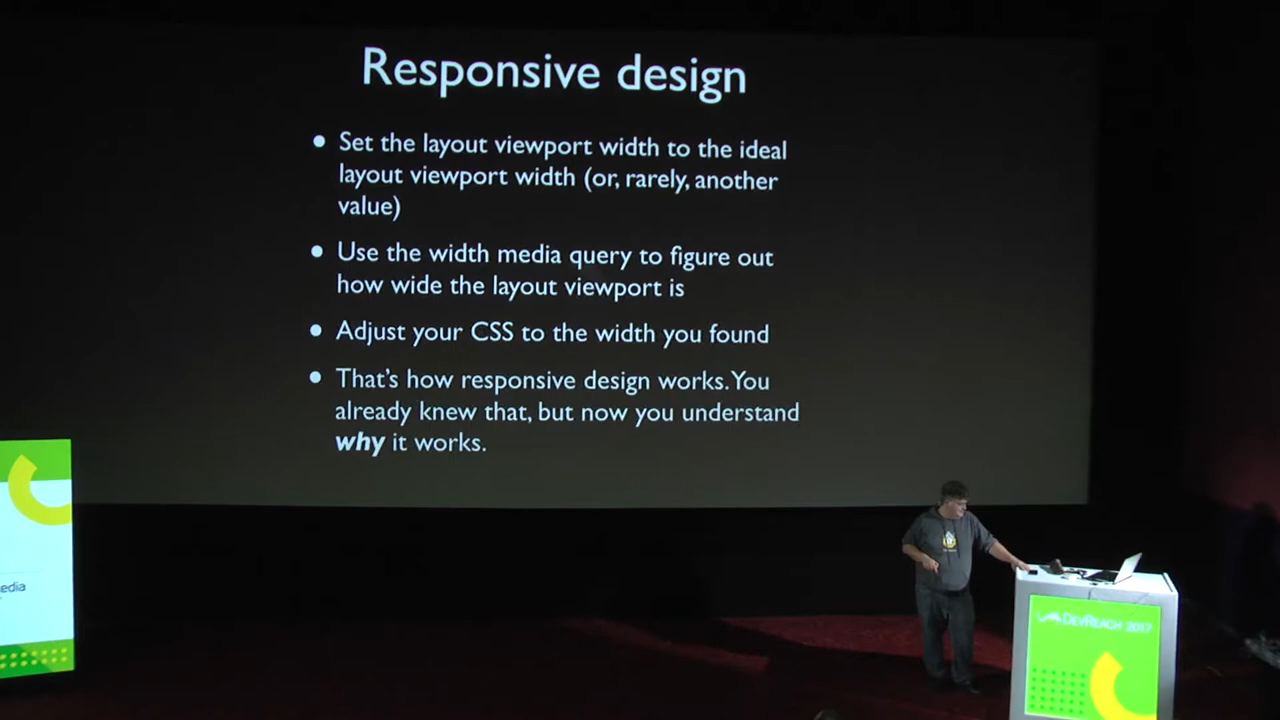 Responsive design
Set the layout viewport width to the ideal
layout viewport width (or, rarely, another
value)
Use the width media query to figure out
how wide the layout viewport is
Adjust your CSS to the width you found
That's how responsive design works. You
already knew that, but now you understand
why it works.
edia
DEVREACH 2017